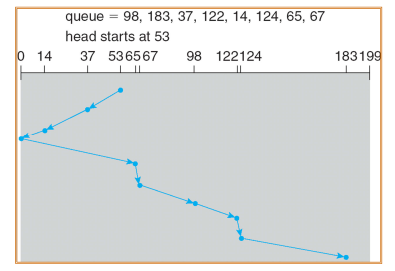 queue = 98, 183, 37, 122, 14, 124, 65, 67
head starts at 53
0 14 37 53 65 67 98 122 124 183 199